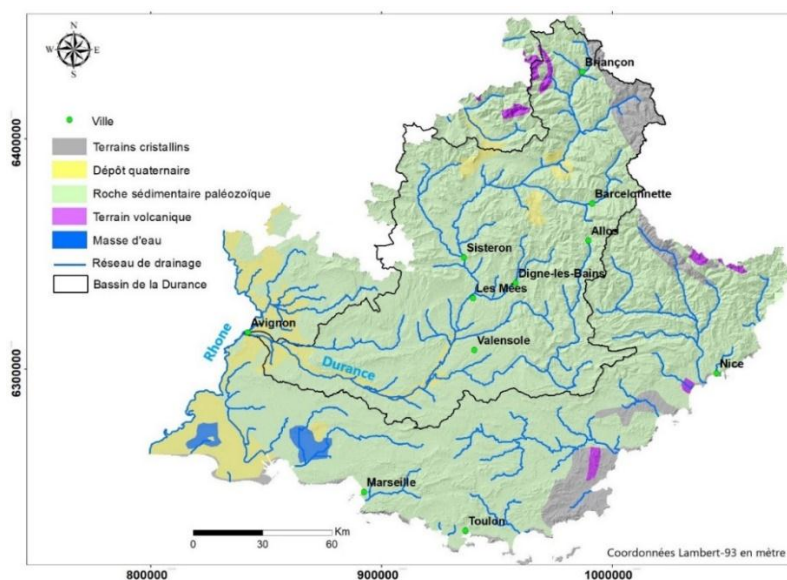 N
W
E
S
Ville
Terrains cristallins
Dépôt quaternaire
Roche sédimentaire paléozoïque
Terrain volcanique
Masse d'eau
Réseau de drainage
Bassin de la Durance
6400000
6300000
Briançon
Barcelonnette
Allos
Sisteron
Digne-les-Bains
Les Mées
Avignon
Valensole
Rhone
Durance
Nice
Marseille
Toulon
Km
0 30 60
Coordonnées Lambert-93 en mètre
800000 900000 1000000